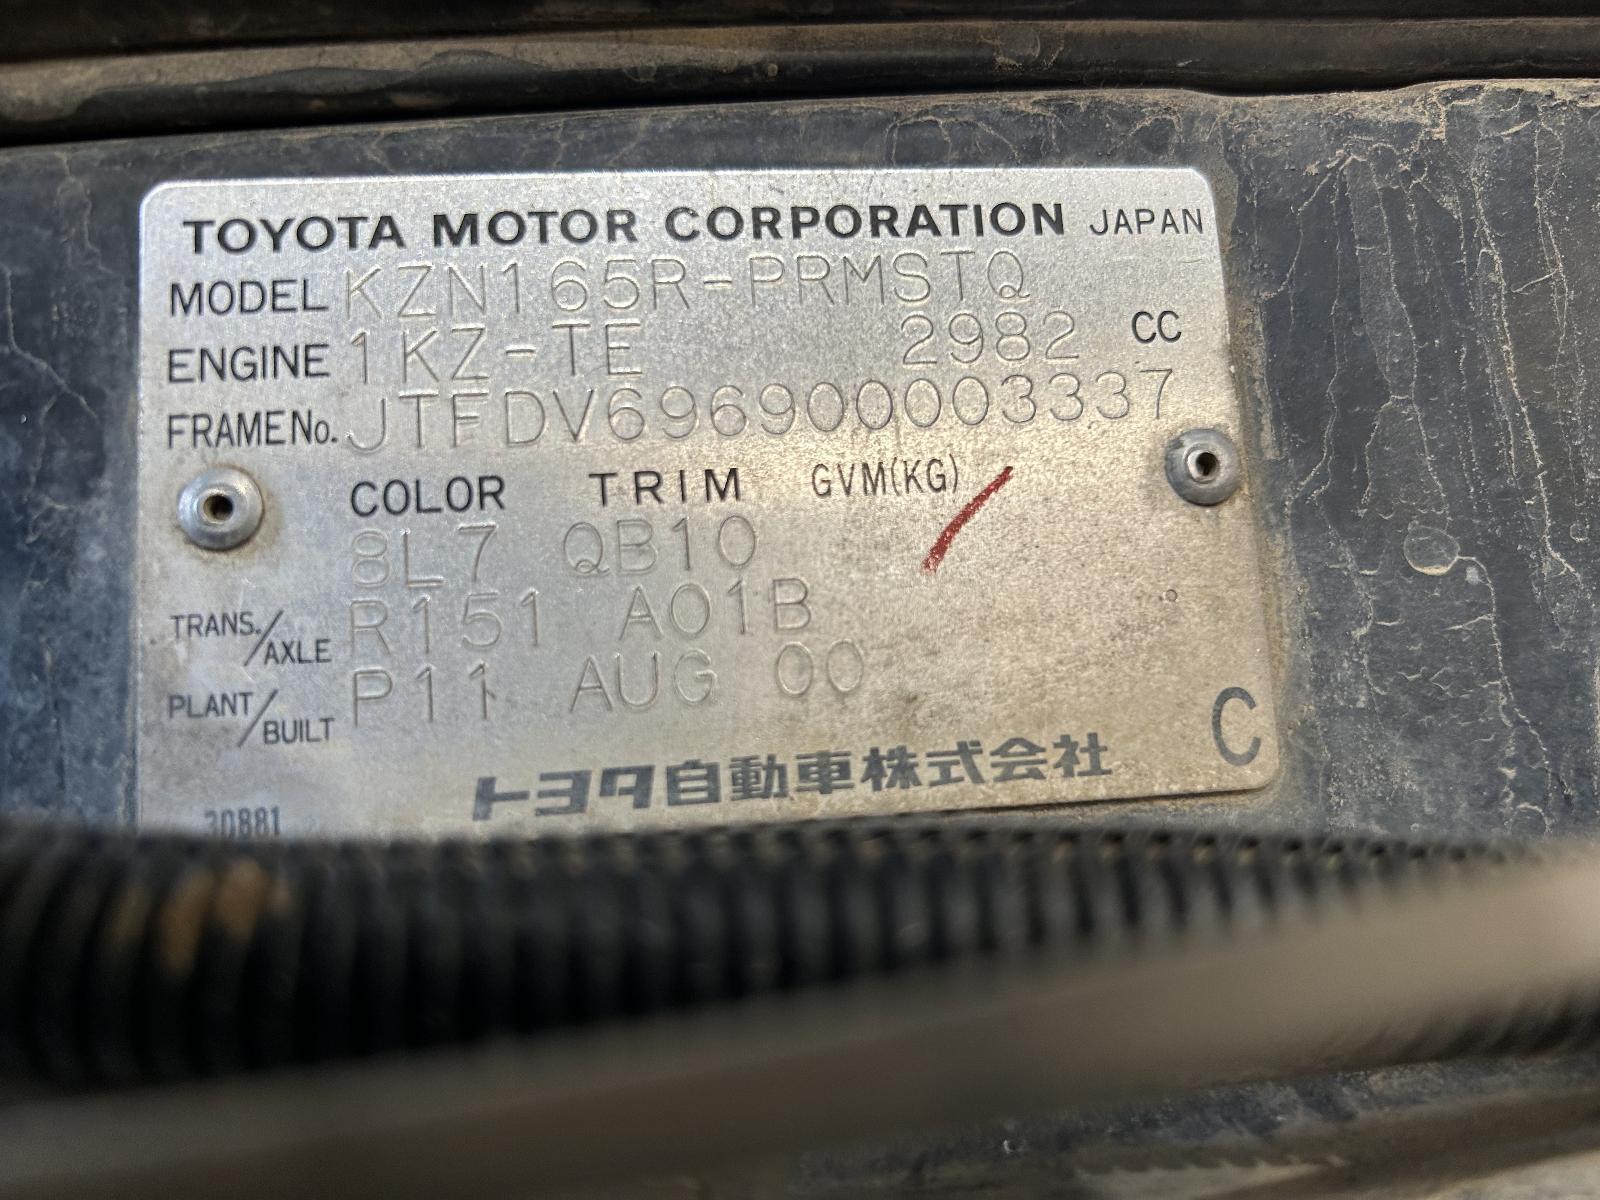 TOYOTA MOTOR CORPORATION JAPAN
MODEL KZN165R-PRMSTQ
ENGINE 1KZ-TE 2982 CC
FRAME No. JTFDV696900003337
COLOR TRIM GVM(KG)
8L7 QB10
TRANS./AXLE R151 A01B
PLANT/BUILT P11 AUG 00
トヨタ自動車株式会社 C
30881